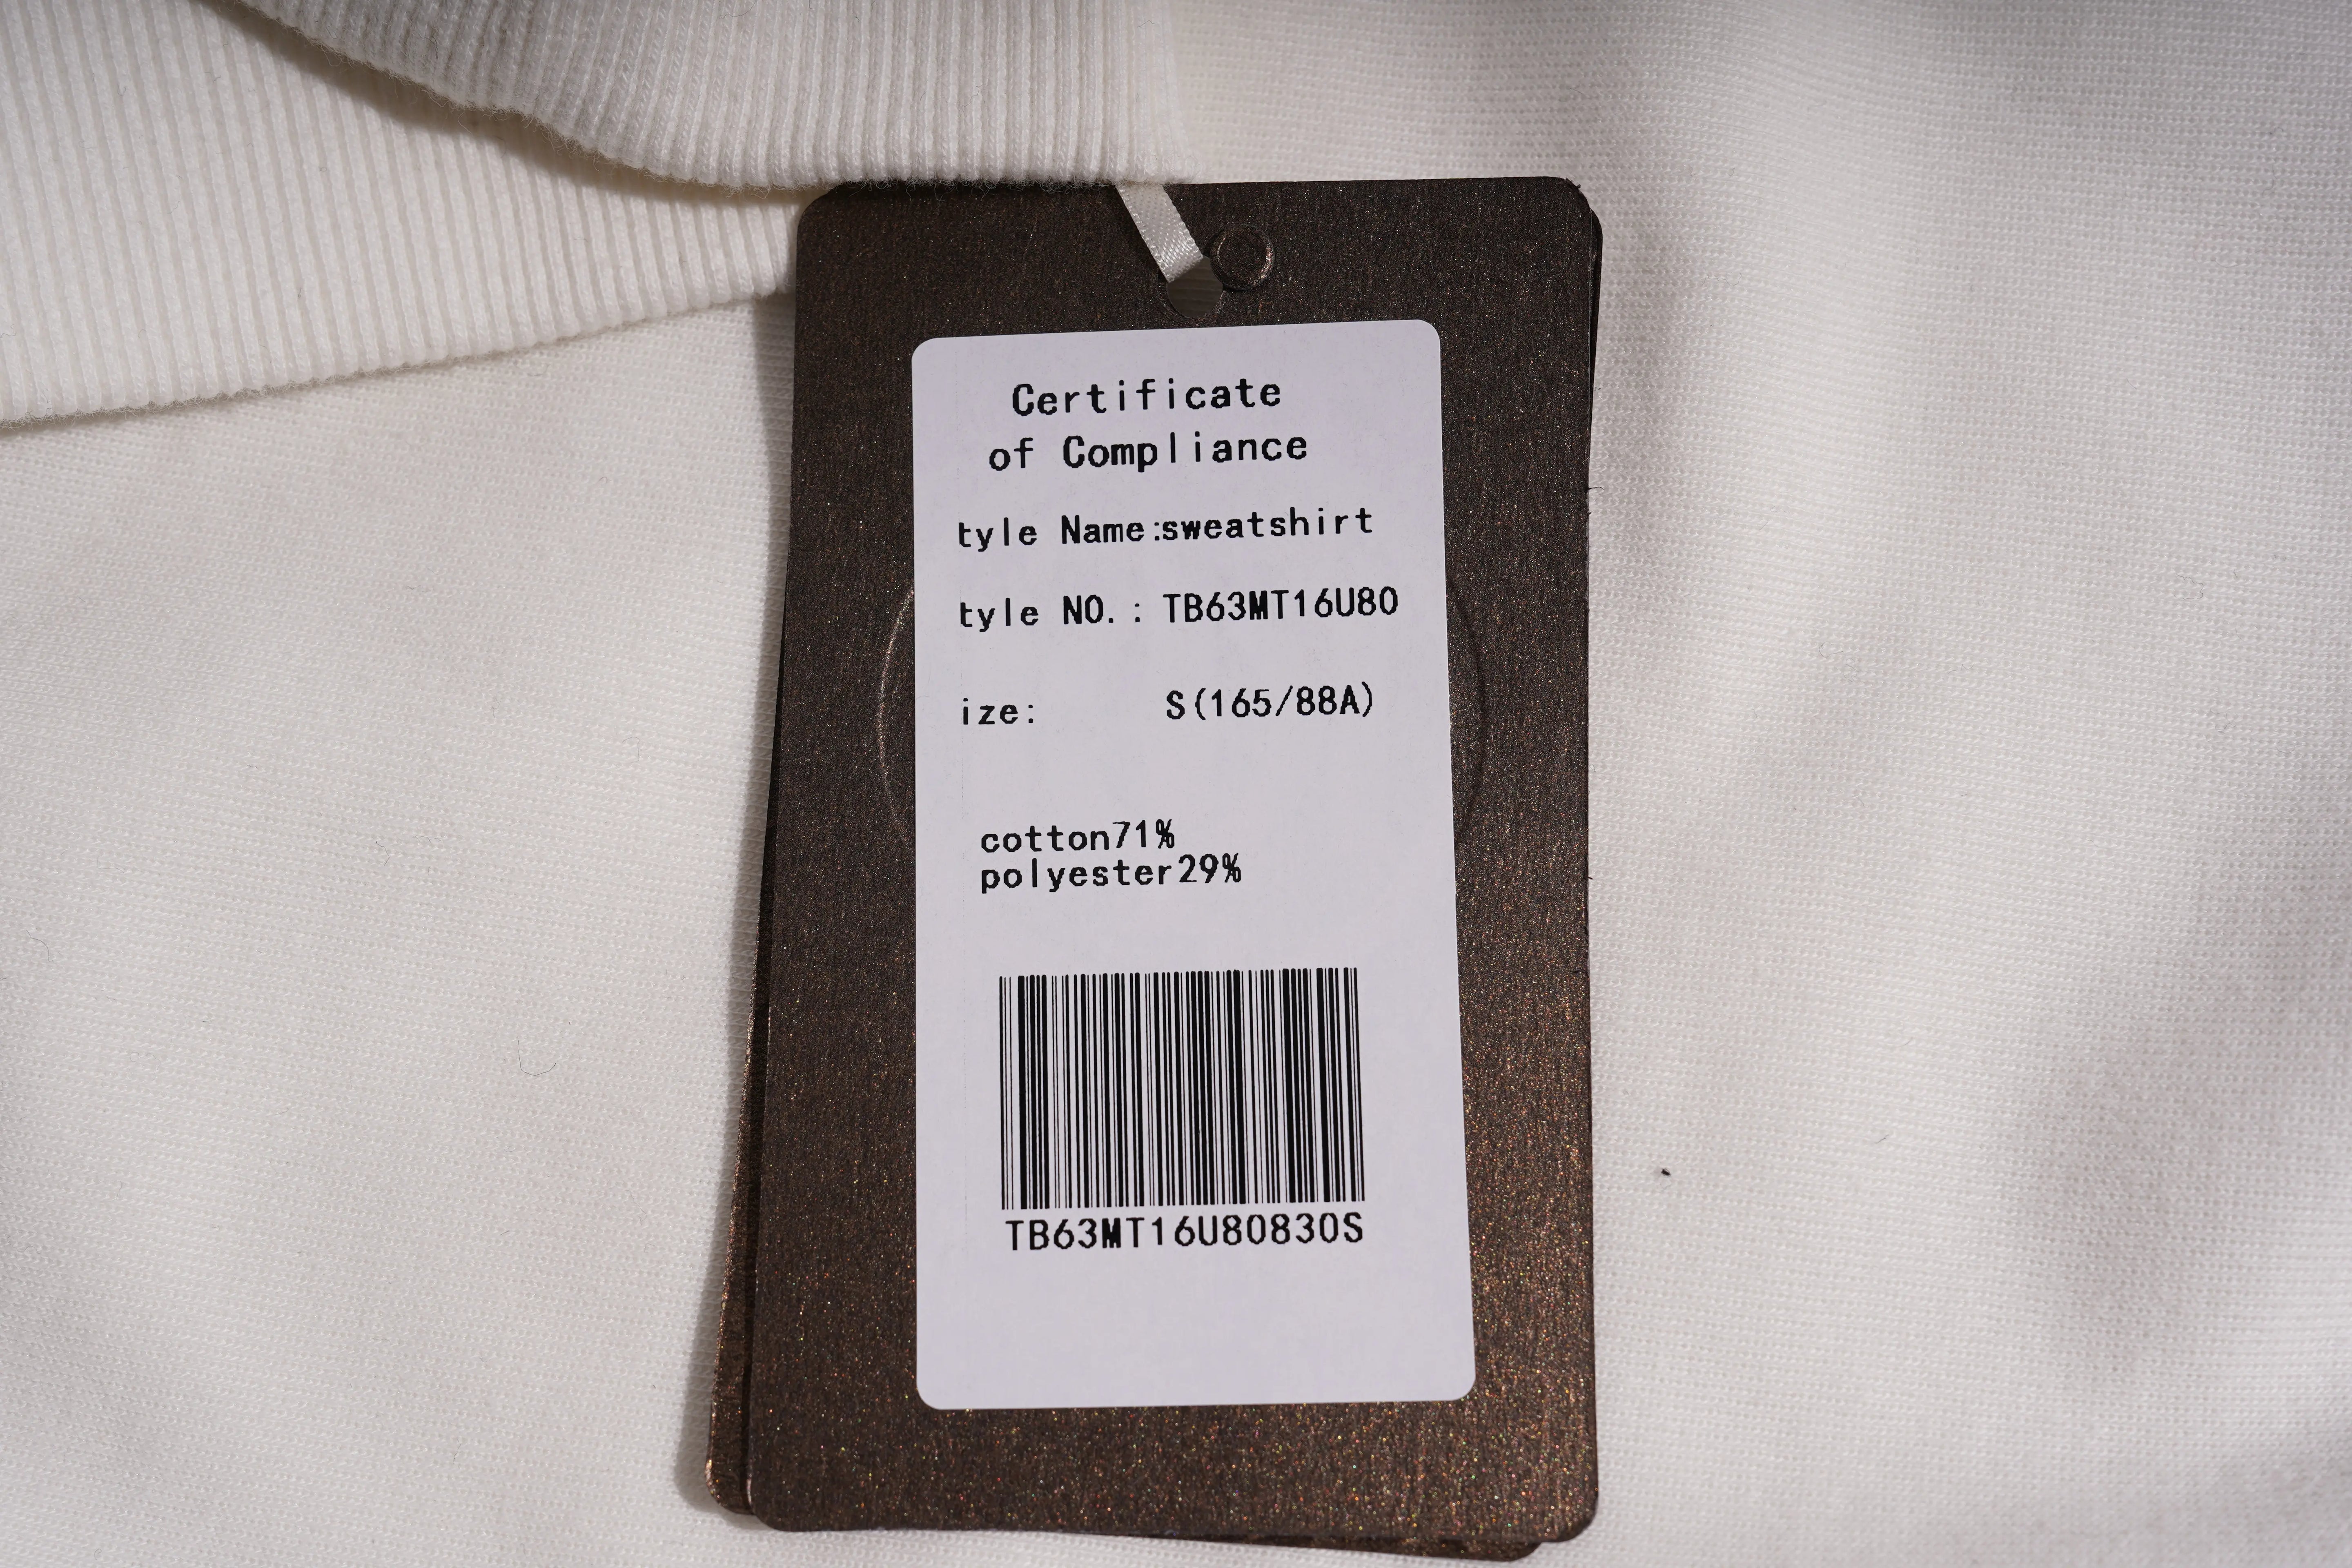 Certificate
of Compliance
tyle Name:sweatshirt
tyle NO.: TB63MT16U80
ize: S(165/88A)
cotton71%
polyester29%
TB63MT16U80830S